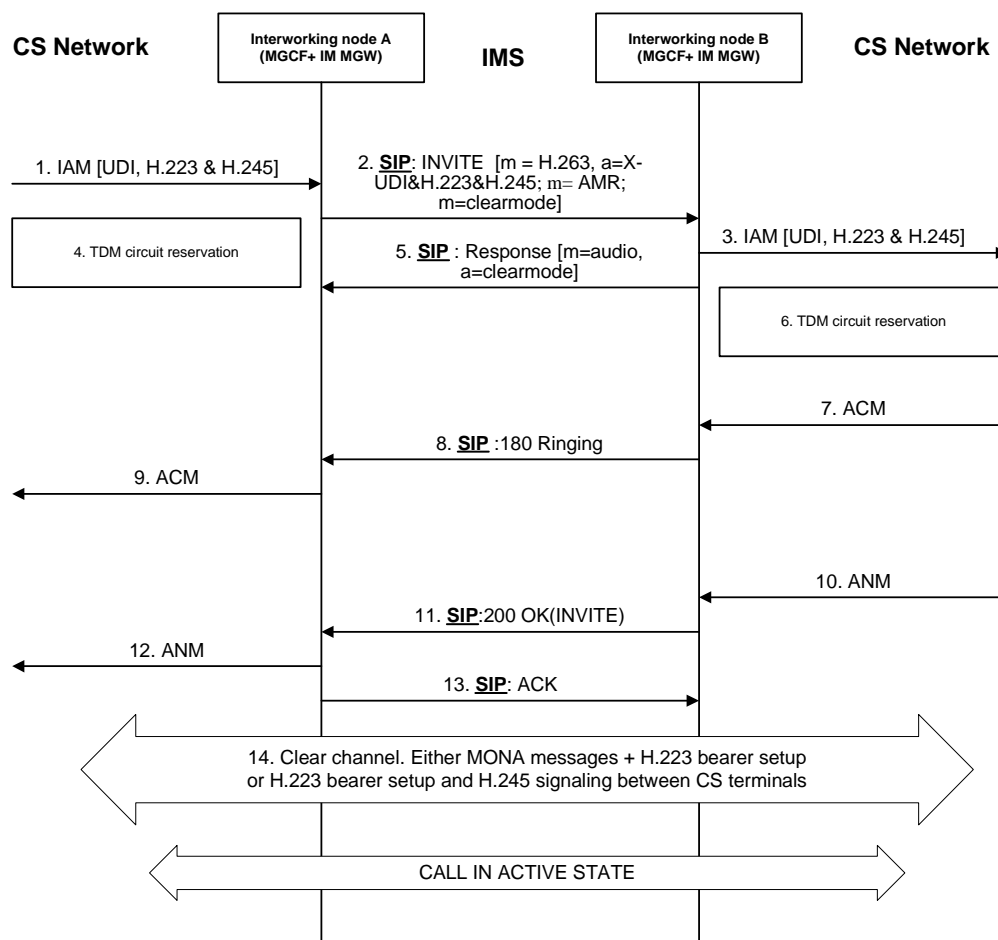 CS Network
Interworking node A
(MGCF+ IM MGW)
IMS
Interworking node B
(MGCF+ IM MGW)
CS Network
1. IAM [UDI, H.223 & H.245]
2. SIP: INVITE [m = H.263, a=X-
UDI&H.223&H.245; m= AMR;
m=clearmode]
3. IAM [UDI, H.223 & H.245]
4. TDM circuit reservation
5. SIP : Response [m=audio,
a=clearmode]
6. TDM circuit reservation
7. ACM
8. SIP :180 Ringing
9. ACM
10. ANM
11. SIP:200 OK(INVITE)
12. ANM
13. SIP: ACK
14. Clear channel. Either MONA messages + H.223 bearer setup
or H.223 bearer setup and H.245 signaling between CS terminals
CALL IN ACTIVE STATE